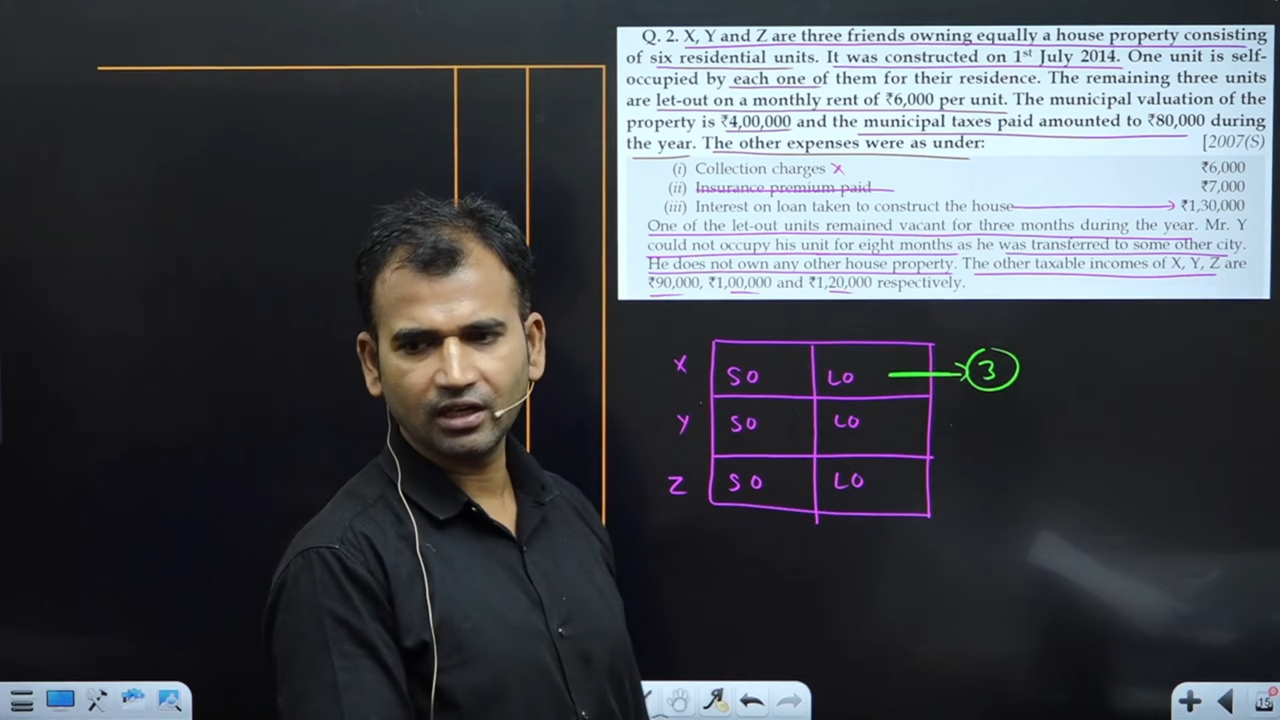 Q. 2. X, Y and Z are three friends owning equally a house property consisting
of six residential units. It was constructed on 1st July 2014. One unit is self-
occupied by each one of them for their residence. The remaining three units
are let-out on a monthly rent of ₹6,000 per unit. The municipal valuation of the
property is ₹4,00,000 and the municipal taxes paid amounted to ₹80,000 during
the year. The other expenses were as under: [2007(S)
(i) Collection charges X ₹6,000
(ii) Insurance premium paid ₹7,000
(iii) Interest on loan taken to construct the house ₹1,30,000
One of the let-out units remained vacant for three months during the year. Mr. Y
could not occupy his unit for eight months as he was transferred to some other city.
He does not own any other house property. The other taxable incomes of X, Y, Z are
₹90,000, ₹1,00,000 and ₹1,20,000 respectively.
X SO LO 3
Y SO LO
Z SO LO
15